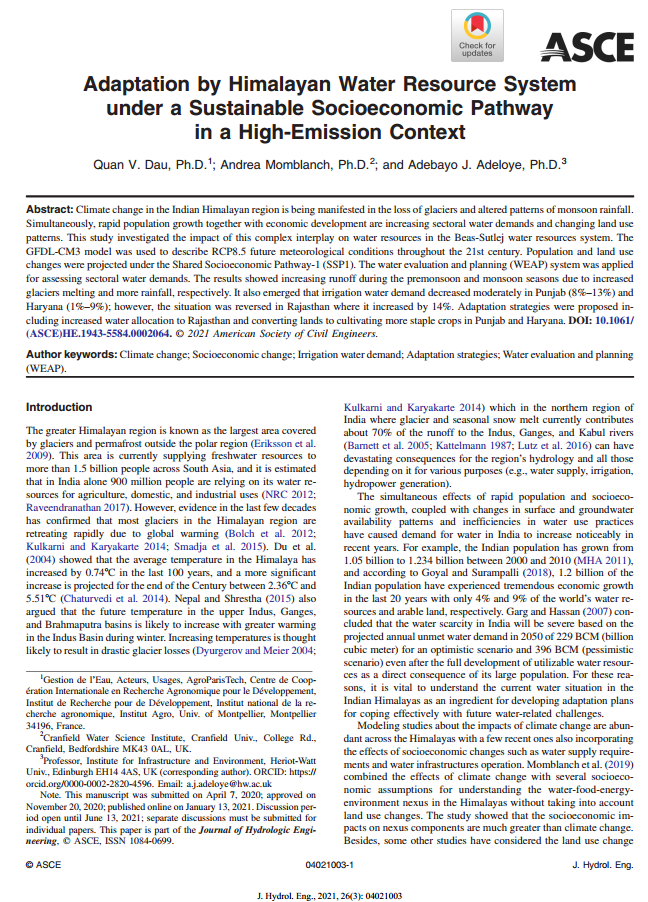 Check for
updates
ASCE
Adaptation by Himalayan Water Resource System
under a Sustainable Socioeconomic Pathway
in a High-Emission Context
Quan V. Dau, Ph.D.1; Andrea Momblanch, Ph.D.2; and Adebayo J. Adeloye, Ph.D.3
Abstract: Climate change in the Indian Himalayan region is being manifested in the loss of glaciers and altered patterns of monsoon rainfall.
Simultaneously, rapid population growth together with economic development are increasing sectoral water demands and changing land use
patterns. This study investigated the impact of this complex interplay on water resources in the Beas-Sutlej water resources system. The
GFDL-CM3 model was used to describe RCP8.5 future meteorological conditions throughout the 21st century. Population and land use
changes were projected under the Shared Socioeconomic Pathway-1 (SSP1). The water evaluation and planning (WEAP) system was applied
for assessing sectoral water demands. The results showed increasing runoff during the premonsoon and monsoon seasons due to increased
glaciers melting and more rainfall, respectively. It also emerged that irrigation water demand decreased moderately in Punjab (8%–13%) and
Haryana (1%–9%); however, the situation was reversed in Rajasthan where it increased by 14%. Adaptation strategies were proposed in-
cluding increased water allocation to Rajasthan and converting lands to cultivating more staple crops in Punjab and Haryana. DOI: 10.1061/
(ASCE)HE.1943-5584.0002064. © 2021 American Society of Civil Engineers.
Author keywords: Climate change; Socioeconomic change; Irrigation water demand; Adaptation strategies; Water evaluation and planning
(WEAP).
Introduction
The greater Himalayan region is known as the largest area covered
by glaciers and permafrost outside the polar region (Eriksson et al.
2009). This area is currently supplying freshwater resources to
more than 1.5 billion people across South Asia, and it is estimated
that in India alone 900 million people are relying on its water re-
sources for agriculture, domestic, and industrial uses (NRC 2012;
Raveendranathan 2017). However, evidence in the last few decades
has confirmed that most glaciers in the Himalayan region are
retreating rapidly due to global warming (Bolch et al. 2012;
Kulkarni and Karyakarte 2014; Smadja et al. 2015). Du et al.
(2004) showed that the average temperature in the Himalaya has
increased by 0.74°C in the last 100 years, and a more significant
increase is projected for the end of the Century between 2.36°C and
5.51°C (Chaturvedi et al. 2014). Nepal and Shrestha (2015) also
argued that the future temperature in the upper Indus, Ganges,
and Brahmaputra basins is likely to increase with greater warming
in the Indus Basin during winter. Increasing temperatures is thought
likely to result in drastic glacier losses (Dyurgerov and Meier 2004;
1Gestion de l'Eau, Acteurs, Usages, AgroParisTech, Centre de Coop-
ération Internationale en Recherche Agronomique pour le Développement,
Institut de Recherche pour de Développement, Institut national de la re-
cherche agronomique, Institut Agro, Univ. of Montpellier, Montpellier
34196, France.
2Cranfield Water Science Institute, Cranfield Univ., College Rd.,
Cranfield, Bedfordshire MK43 0AL, UK.
3Professor, Institute for Infrastructure and Environment, Heriot-Watt
Univ., Edinburgh EH14 4AS, UK (corresponding author). ORCID: https://
orcid.org/0000-0002-2820-4596. Email: a.j.adeloye@hw.ac.uk
Note. This manuscript was submitted on April 7, 2020; approved on
November 20, 2020; published online on January 13, 2021. Discussion per-
iod open until June 13, 2021; separate discussions must be submitted for
individual papers. This paper is part of the Journal of Hydrologic Engi-
neering, © ASCE, ISSN 1084-0699.
Kulkarni and Karyakarte 2014) which in the northern region of
India where glacier and seasonal snow melt currently contributes
about 70% of the runoff to the Indus, Ganges, and Kabul rivers
(Barnett et al. 2005; Kattelmann 1987; Lutz et al. 2016) can have
devastating consequences for the region's hydrology and all those
depending on it for various purposes (e.g., water supply, irrigation,
hydropower generation).
The simultaneous effects of rapid population and socioeco-
nomic growth, coupled with changes in surface and groundwater
availability patterns and inefficiencies in water use practices
have caused demand for water in India to increase noticeably in
recent years. For example, the Indian population has grown from
1.05 billion to 1.234 billion between 2000 and 2010 (MHA 2011),
and according to Goyal and Surampalli (2018), 1.2 billion of the
Indian population have experienced tremendous economic growth
in the last 20 years with only 4% and 9% of the world's water re-
sources and arable land, respectively. Garg and Hassan (2007) con-
cluded that the water scarcity in India will be severe based on the
projected annual unmet water demand in 2050 of 229 BCM (billion
cubic meter) for an optimistic scenario and 396 BCM (pessimistic
scenario) even after the full development of utilizable water resour-
ces as a direct consequence of its large population. For these rea-
sons, it is vital to understand the current water situation in the
Indian Himalayas as an ingredient for developing adaptation plans
for coping effectively with future water-related challenges.
Modeling studies about the impacts of climate change are abun-
dant across the Himalayas with a few recent ones also incorporating
the effects of socioeconomic changes such as water supply require-
ments and water infrastructures operation. Momblanch et al. (2019)
combined the effects of climate change with several socioeco-
nomic assumptions for understanding the water-food-energy-
environment nexus in the Himalayas without taking into account
land use changes. The study showed that the socioeconomic im-
pacts on nexus components are much greater than climate change.
Besides, some other studies have considered the land use change
© ASCE
04021003-1
J. Hydrol. Eng.
J. Hydrol. Eng., 2021, 26(3): 04021003